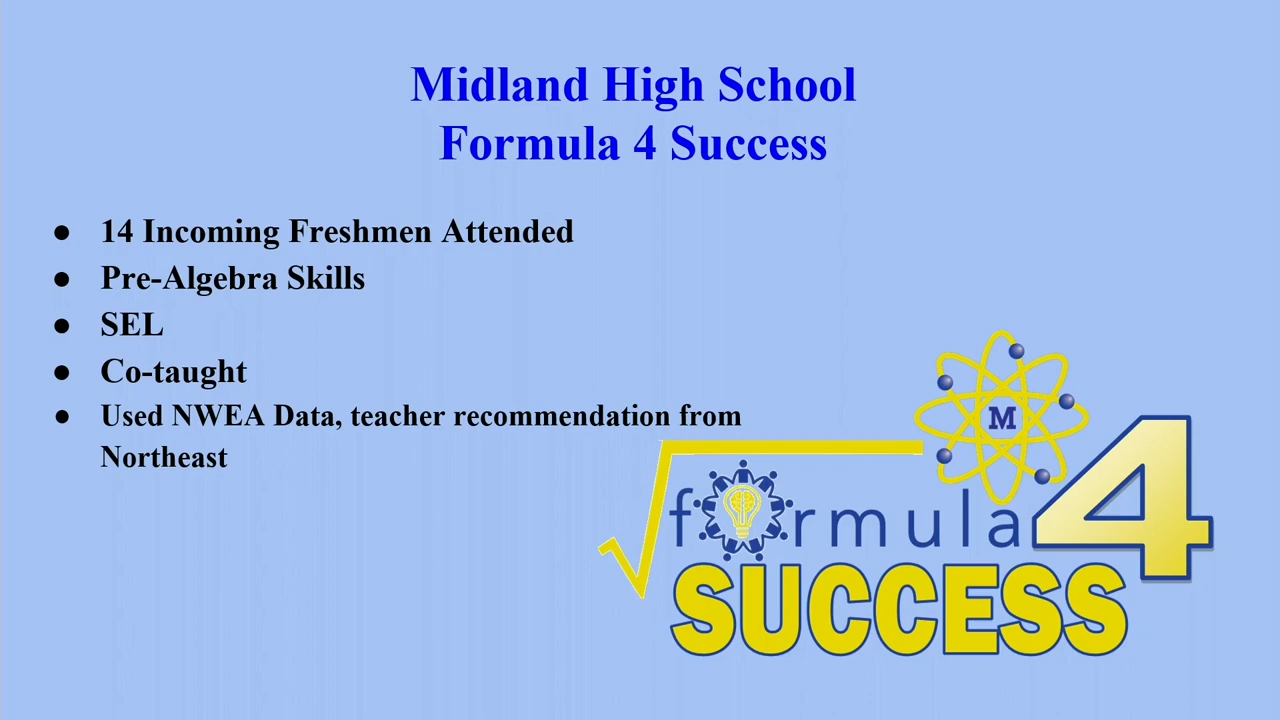 Midland High School
Formula 4 Success
● 14 Incoming Freshmen Attended
● Pre-Algebra Skills
● SEL
● Co-taught
● Used NWEA Data, teacher recommendation from
Northeast
M
formula 4
SUCCESS